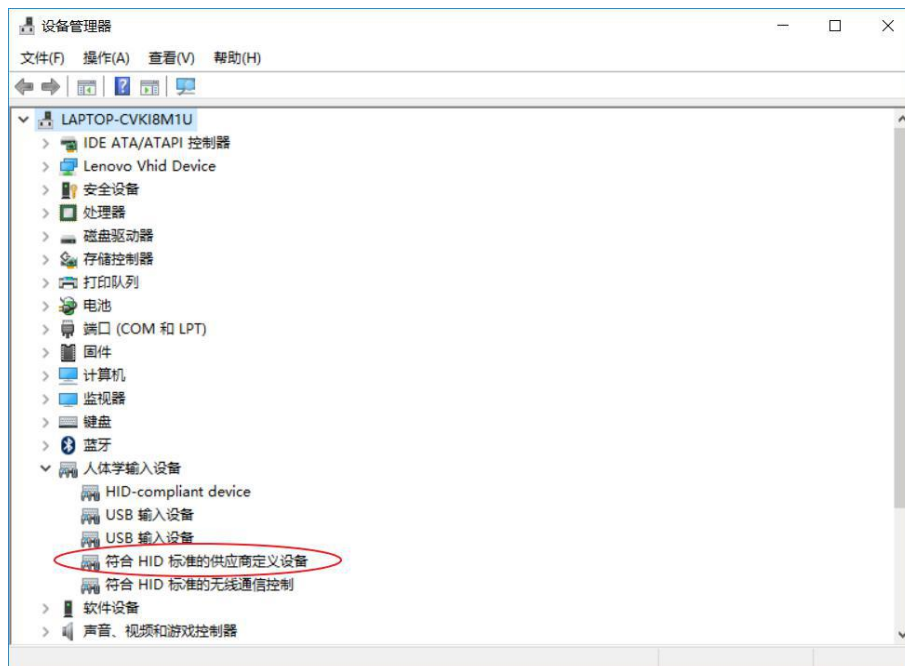 设备管理器
文件(F) 操作(A) 查看(V) 帮助(H)
LAPTOP-CVKI8M1U
IDE ATA/ATAPI 控制器
Lenovo Vhid Device
安全设备
处理器
磁盘驱动器
存储控制器
打印队列
电池
端口 (COM 和 LPT)
固件
计算机
监视器
键盘
蓝牙
人体学输入设备
HID-compliant device
USB 输入设备
USB 输入设备
符合 HID 标准的供应商定义设备
符合 HID 标准的无线通信控制
软件设备
声音、视频和游戏控制器